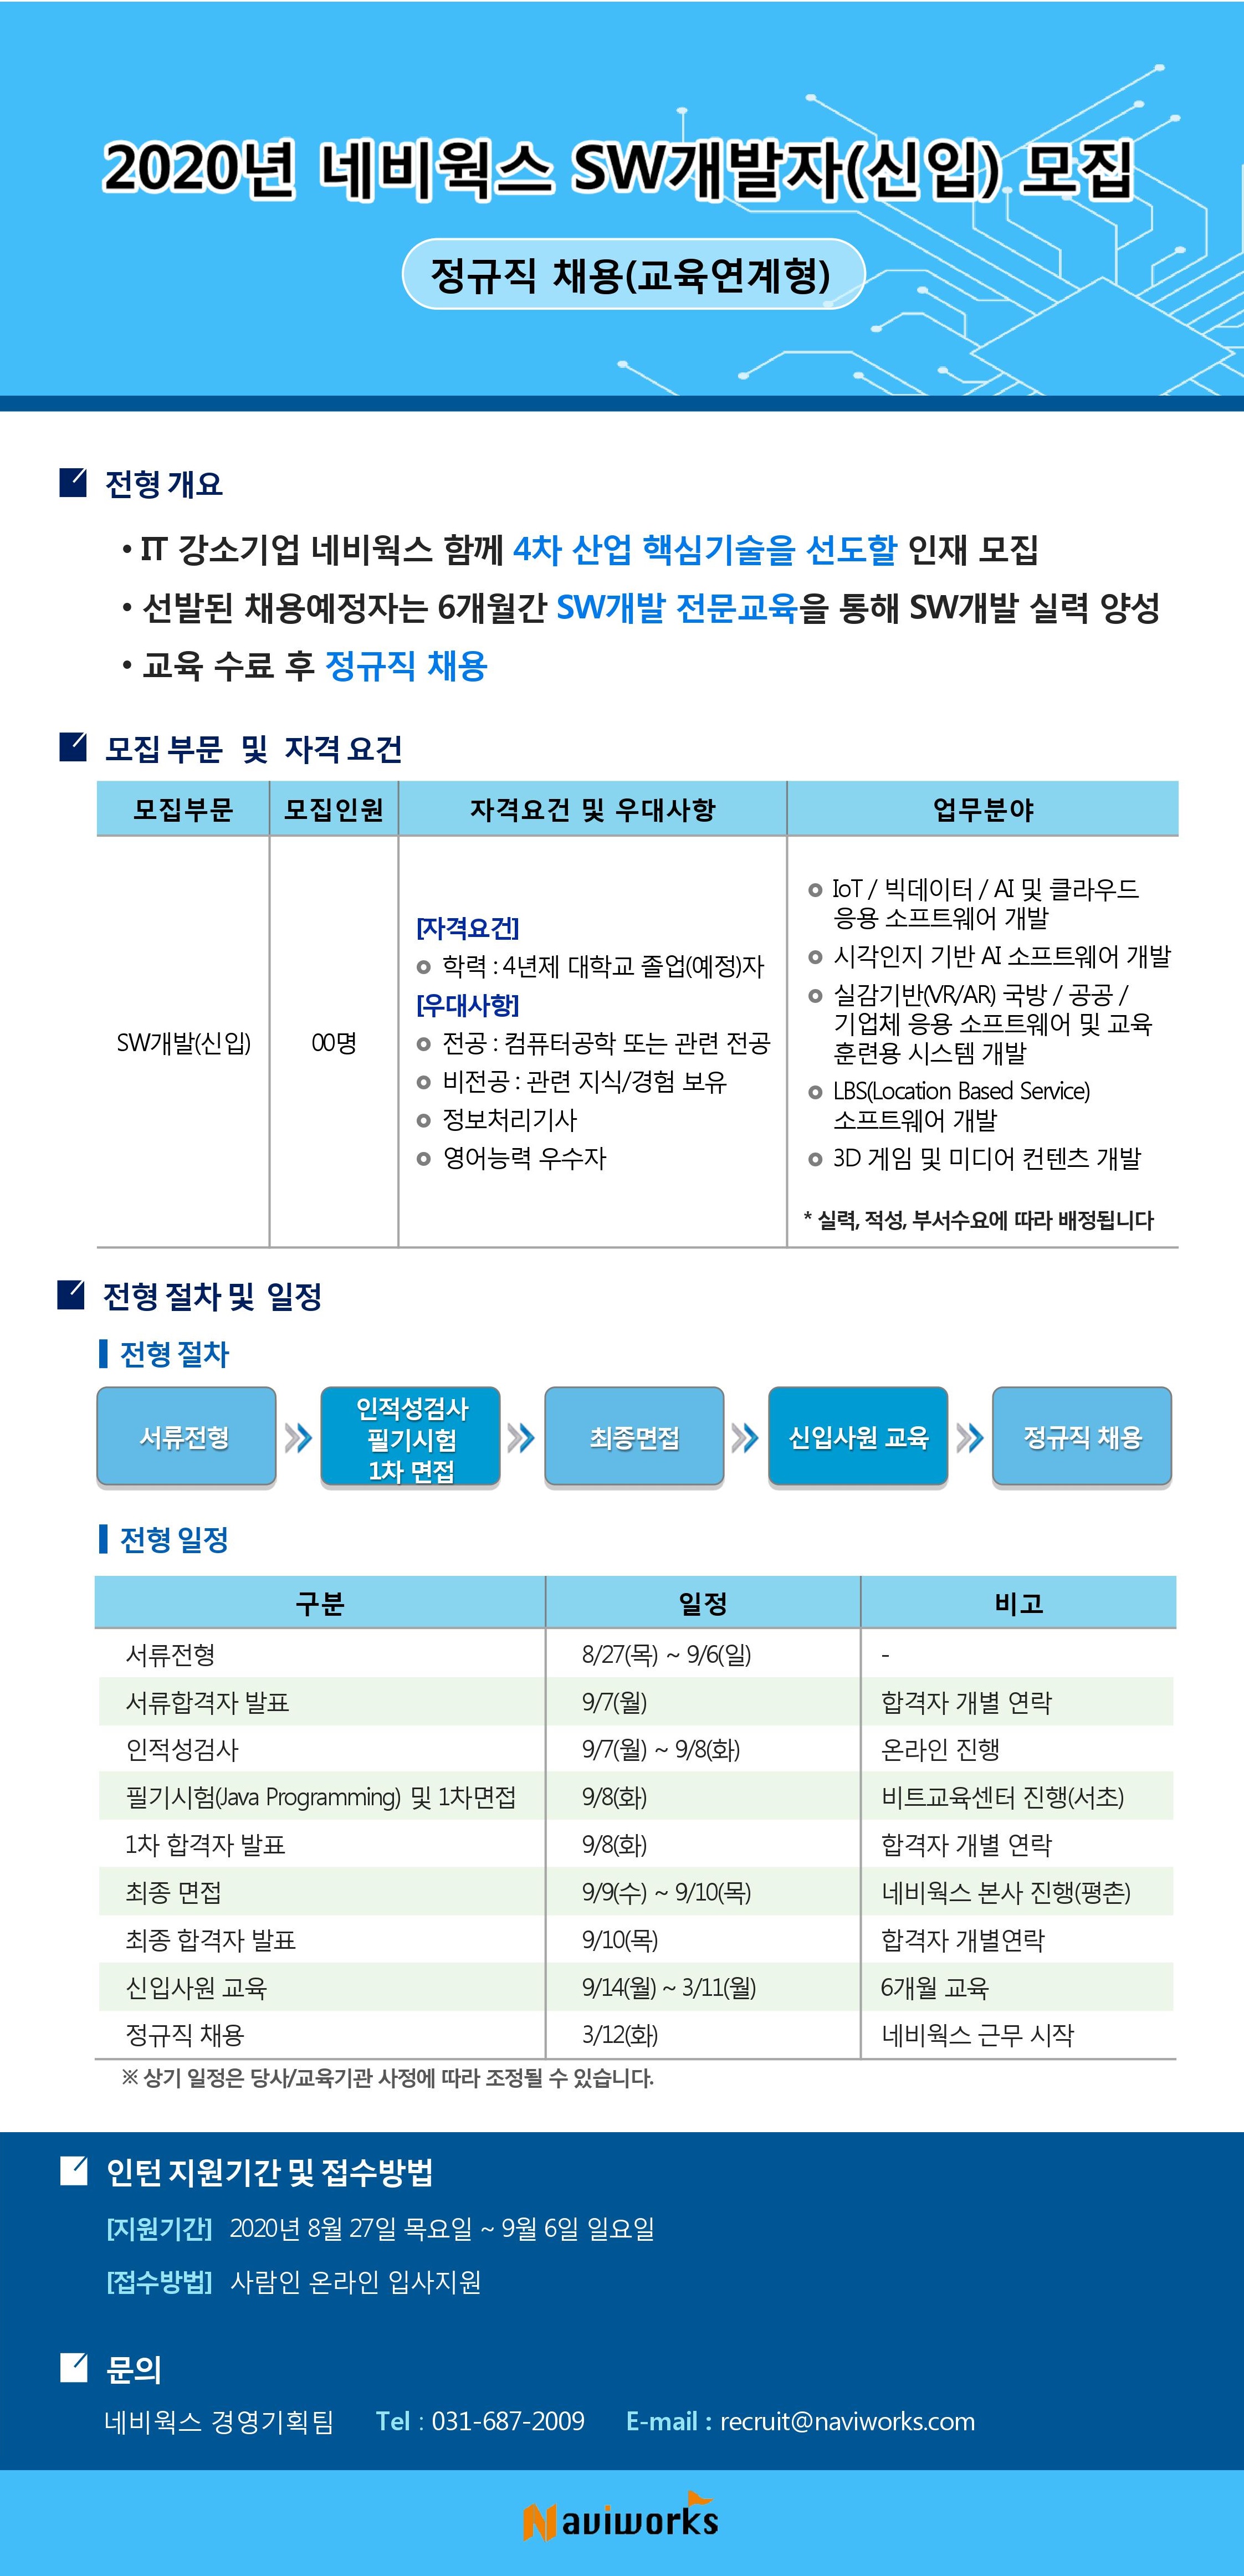 2020년 네비웍스 SW개발자(신입) 모집
정규직 채용(교육연계형)
전형 개요
• IT 강소기업 네비웍스 함께 4차 산업 핵심기술을 선도할 인재 모집
• 선발된 채용예정자는 6개월간 SW개발 전문교육을 통해 SW개발 실력 양성
• 교육 수료 후 정규직 채용
모집 부문 및 자격 요건
모집부문 모집인원 자격요건 및 우대사항 업무분야
SW개발(신입)
00명
[자격요건]
학력 : 4년제 대학교 졸업(예정)자
[우대사항]
전공 : 컴퓨터공학 또는 관련 전공
비전공 : 관련 지식/경험 보유
정보처리기사
영어능력 우수자
IoT / 빅데이터 / AI 및 클라우드
응용 소프트웨어 개발
시각인지 기반 AI 소프트웨어 개발
실감기반(VR/AR) 국방 / 공공 /
기업체 응용 소프트웨어 및 교육
훈련용 시스템 개발
LBS(Location Based Service)
소프트웨어 개발
3D 게임 및 미디어 컨텐츠 개발
* 실력, 적성, 부서수요에 따라 배정됩니다
전형 절차 및 일정
전형 절차
서류전형
인적성검사
필기시험
1차 면접
최종면접
신입사원 교육
정규직 채용
전형 일정
구분 일정 비고
서류전형 8/27(목) ~ 9/6(일) -
서류합격자 발표 9/7(월) 합격자 개별 연락
인적성검사 9/7(월) ~ 9/8(화) 온라인 진행
필기시험(Java Programming) 및 1차면접 9/8(화) 비트교육센터 진행(서초)
1차 합격자 발표 9/8(화) 합격자 개별 연락
최종 면접 9/9(수) ~ 9/10(목) 네비웍스 본사 진행(평촌)
최종 합격자 발표 9/10(목) 합격자 개별연락
신입사원 교육 9/14(월) ~ 3/11(월) 6개월 교육
정규직 채용 3/12(화) 네비웍스 근무 시작
※ 상기 일정은 당사/교육기관 사정에 따라 조정될 수 있습니다.
인턴 지원기간 및 접수방법
[지원기간] 2020년 8월 27일 목요일 ~ 9월 6일 일요일
[접수방법] 사람인 온라인 입사지원
문의
네비웍스 경영기획팀 Tel : 031-687-2009 E-mail : recruit@naviworks.com
Naviworks